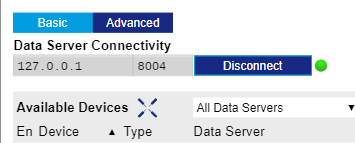 Basic Advanced
Data Server Connectivity
127.0.0.1 8004 Disconnect
Available Devices All Data Servers
En Device ▲ Type Data Server